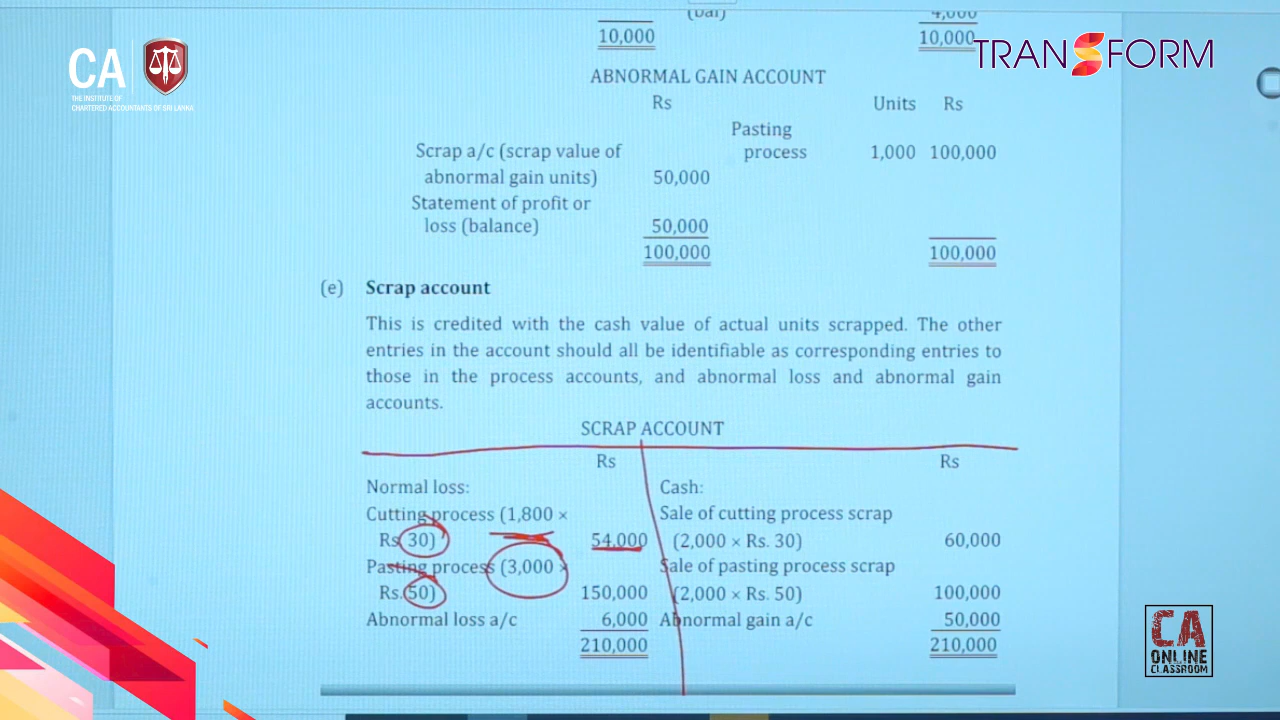 (bal) 4,000
10,000 10,000
CA
THE INSTITUTE OF
CHARTERED ACCOUNTANTS OF SRI LANKA
TRANSFORM
ABNORMAL GAIN ACCOUNT
Rs Units Rs
Pasting
Scrap a/c (scrap value of process 1,000 100,000
abnormal gain units) 50,000
Statement of profit or
loss (balance) 50,000
100,000 100,000
(e) Scrap account
This is credited with the cash value of actual units scrapped. The other
entries in the account should all be identifiable as corresponding entries to
those in the process accounts, and abnormal loss and abnormal gain
accounts.
SCRAP ACCOUNT
Rs Rs
Normal loss: Cash:
Cutting process (1,800 × Sale of cutting process scrap
Rs 30) 54,000 (2,000 × Rs. 30) 60,000
Pasting process (3,000 × Sale of pasting process scrap
Rs. 50) 150,000 (2,000 × Rs. 50) 100,000
Abnormal loss a/c 6,000 Abnormal gain a/c 50,000
210,000 210,000
CA
ONLINE
CLASSROOM